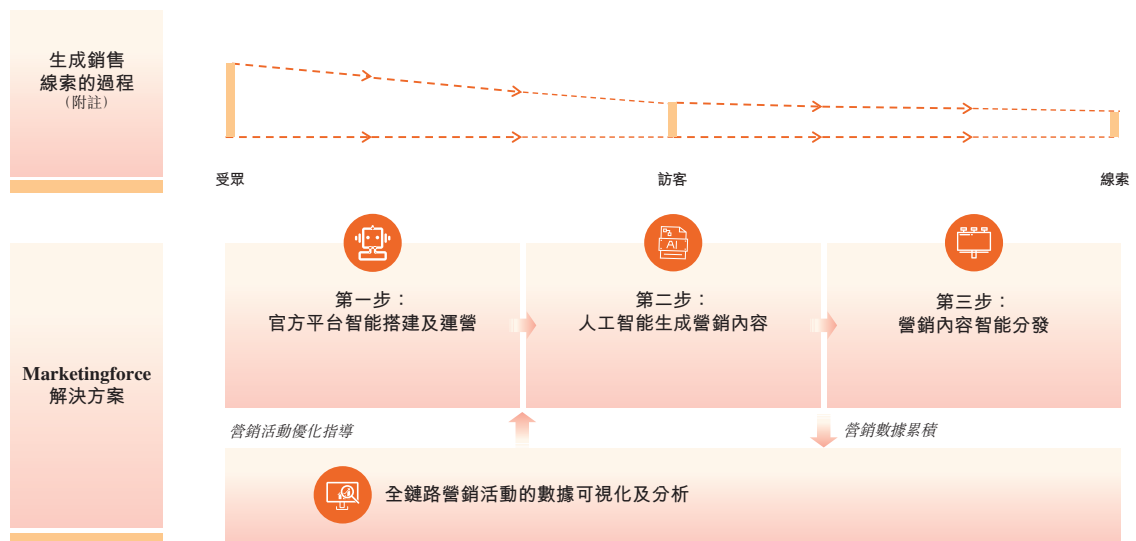 生成銷售
線索的過程
(附註)
受眾
訪客
線索
Marketingforce
解決方案
第一步：
官方平台智能搭建及運營
AI
第二步：
人工智能生成營銷內容
第三步：
營銷內容智能分發
營銷活動優化指導
營銷數據累積
全鏈路營銷活動的數據可視化及分析